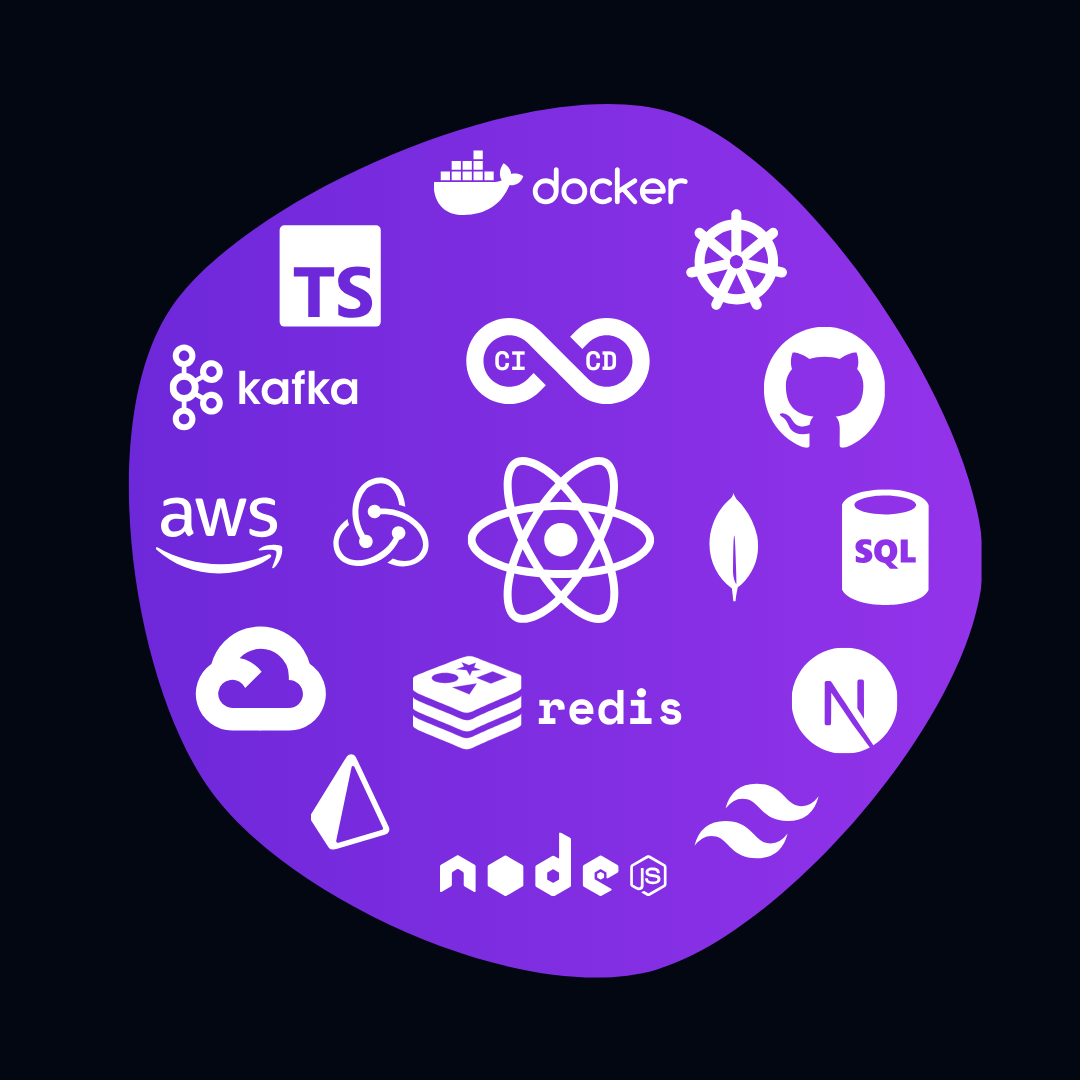 docker
TS
CI CD
kafka
aws
SQL
N
redis
node
JS